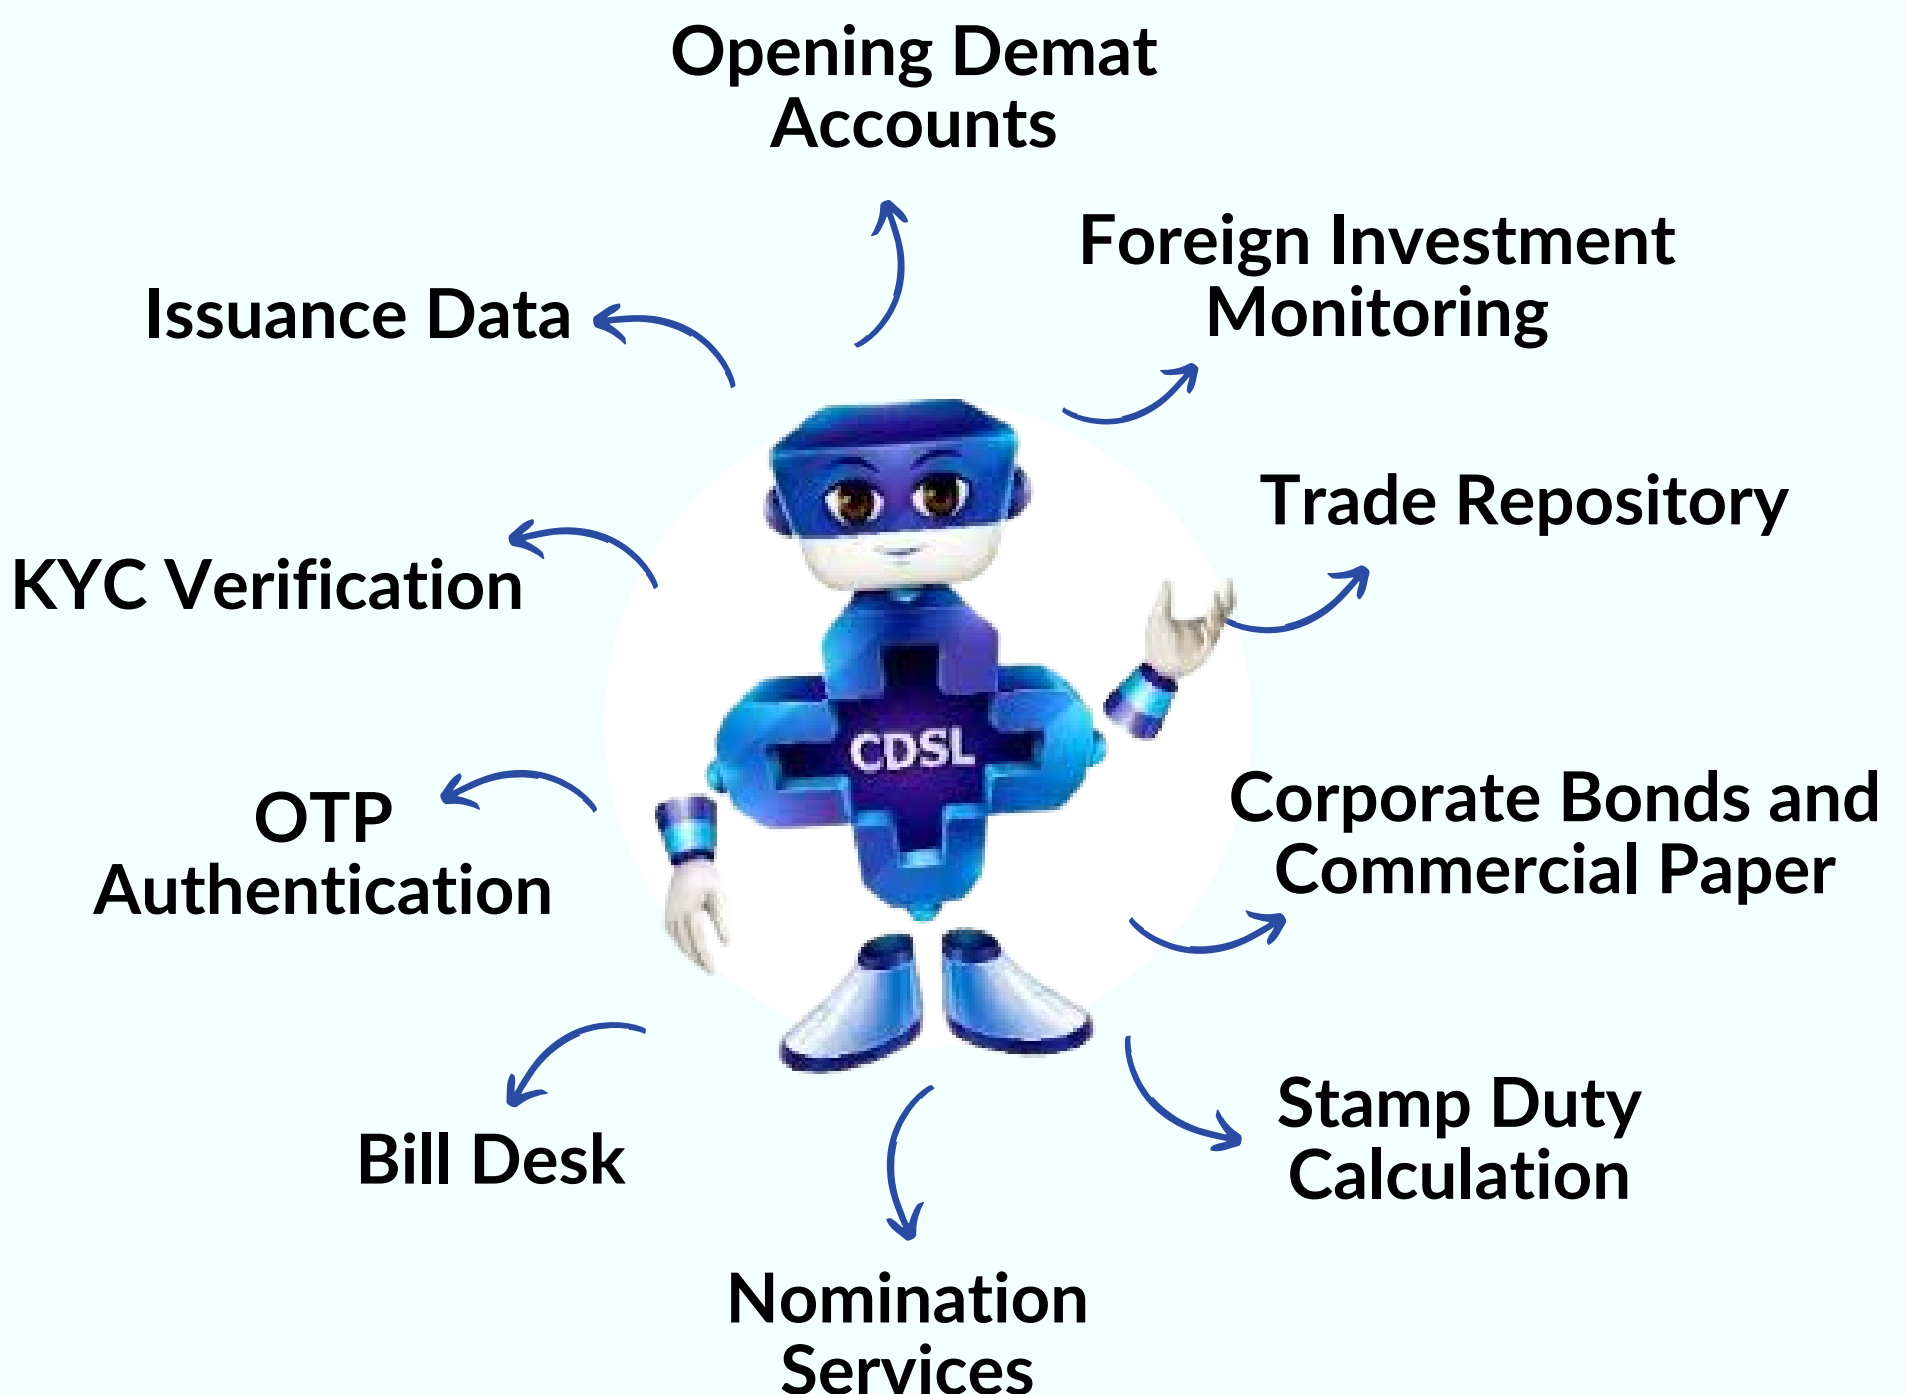 Opening Demat
Accounts
Foreign Investment
Monitoring
Issuance Data
Trade Repository
KYC Verification
CDSL
OTP
Authentication
Corporate Bonds and
Commercial Paper
Bill Desk
Stamp Duty
Calculation
Nomination
Services